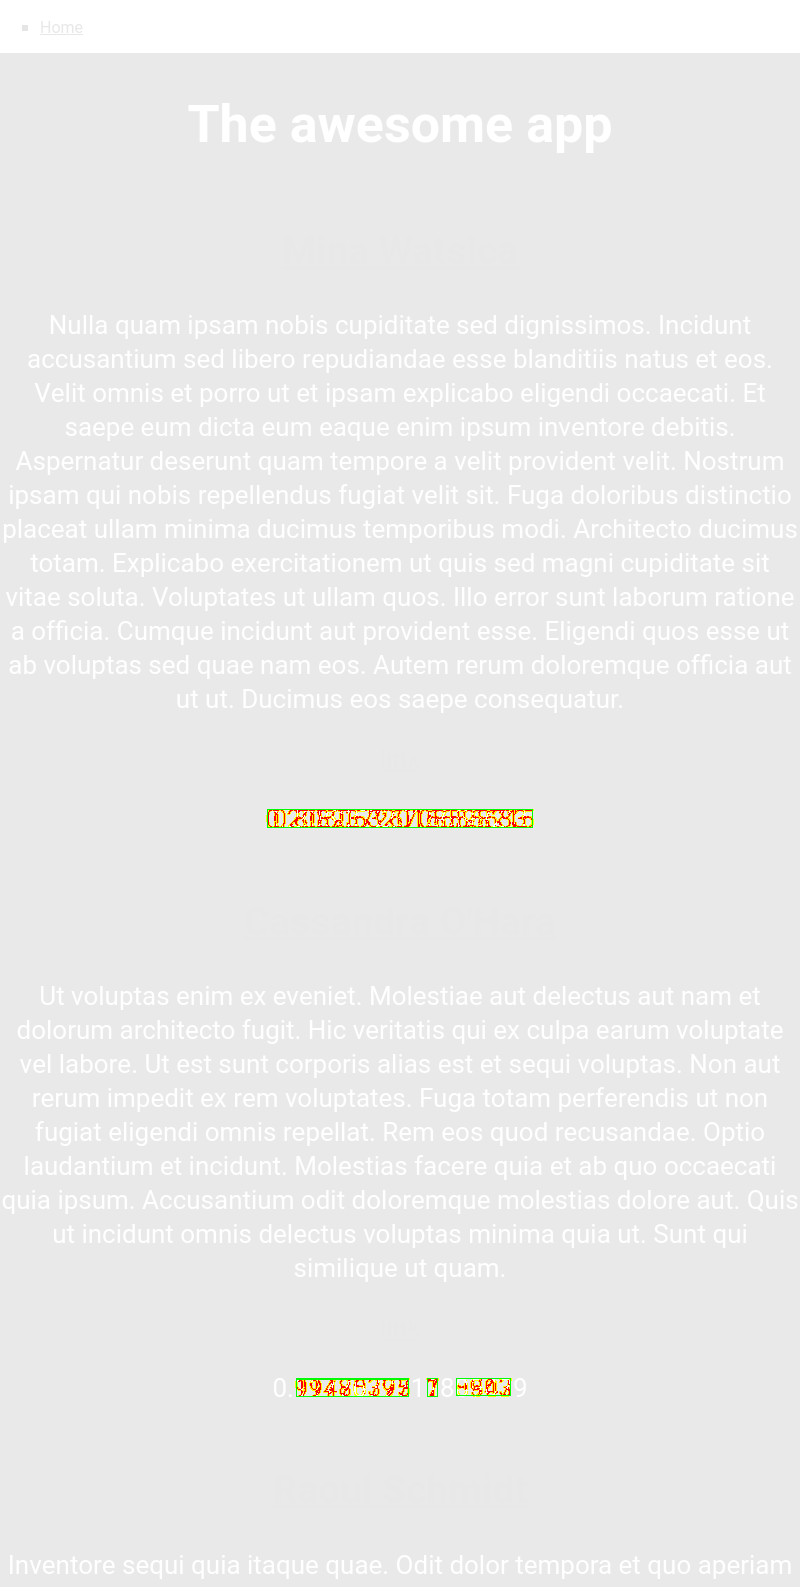 Home
The awesome app
Nulla quam ipsam nobis cupiditate sed dignissimos. Incidunt
accusantium sed libero repudiandae esse blanditiis natus et eos.
Velit omnis et porro ut et ipsam explicabo eligendi occaecati. Et
saepe eum dicta eum eaque enim ipsum inventore debitis.
Aspernatur deserunt quam tempore a velit provident velit. Nostrum
ipsam qui nobis repellendus fugiat velit sit. Fuga doloribus distinctio
placeat ullam minima ducimus temporibus modi. Architecto ducimus
totam. Explicabo exercitationem ut quis sed magni cupiditate sit
vitae soluta. Voluptates ut ullam quos. Illo error sunt laborum ratione
a officia. Cumque incidunt aut provident esse. Eligendi quos esse ut
ab voluptas sed quae nam eos. Autem rerum doloremque officia aut
ut ut. Ducimus eos saepe consequatur.
Ut voluptas enim ex eveniet. Molestiae aut delectus aut nam et
dolorum architecto fugit. Hic veritatis qui ex culpa earum voluptate
vel labore. Ut est sunt corporis alias est et sequi voluptas. Non aut
rerum impedit ex rem voluptates. Fuga totam perferendis ut non
fugiat eligendi omnis repellat. Rem eos quod recusandae. Optio
laudantium et incidunt. Molestias facere quia et ab quo occaecati
quia ipsum. Accusantium odit doloremque molestias dolore aut. Quis
ut incidunt omnis delectus voluptas minima quia ut. Sunt qui
similique ut quam.
Inventore sequi quia itaque quae. Odit dolor tempora et quo aperiam